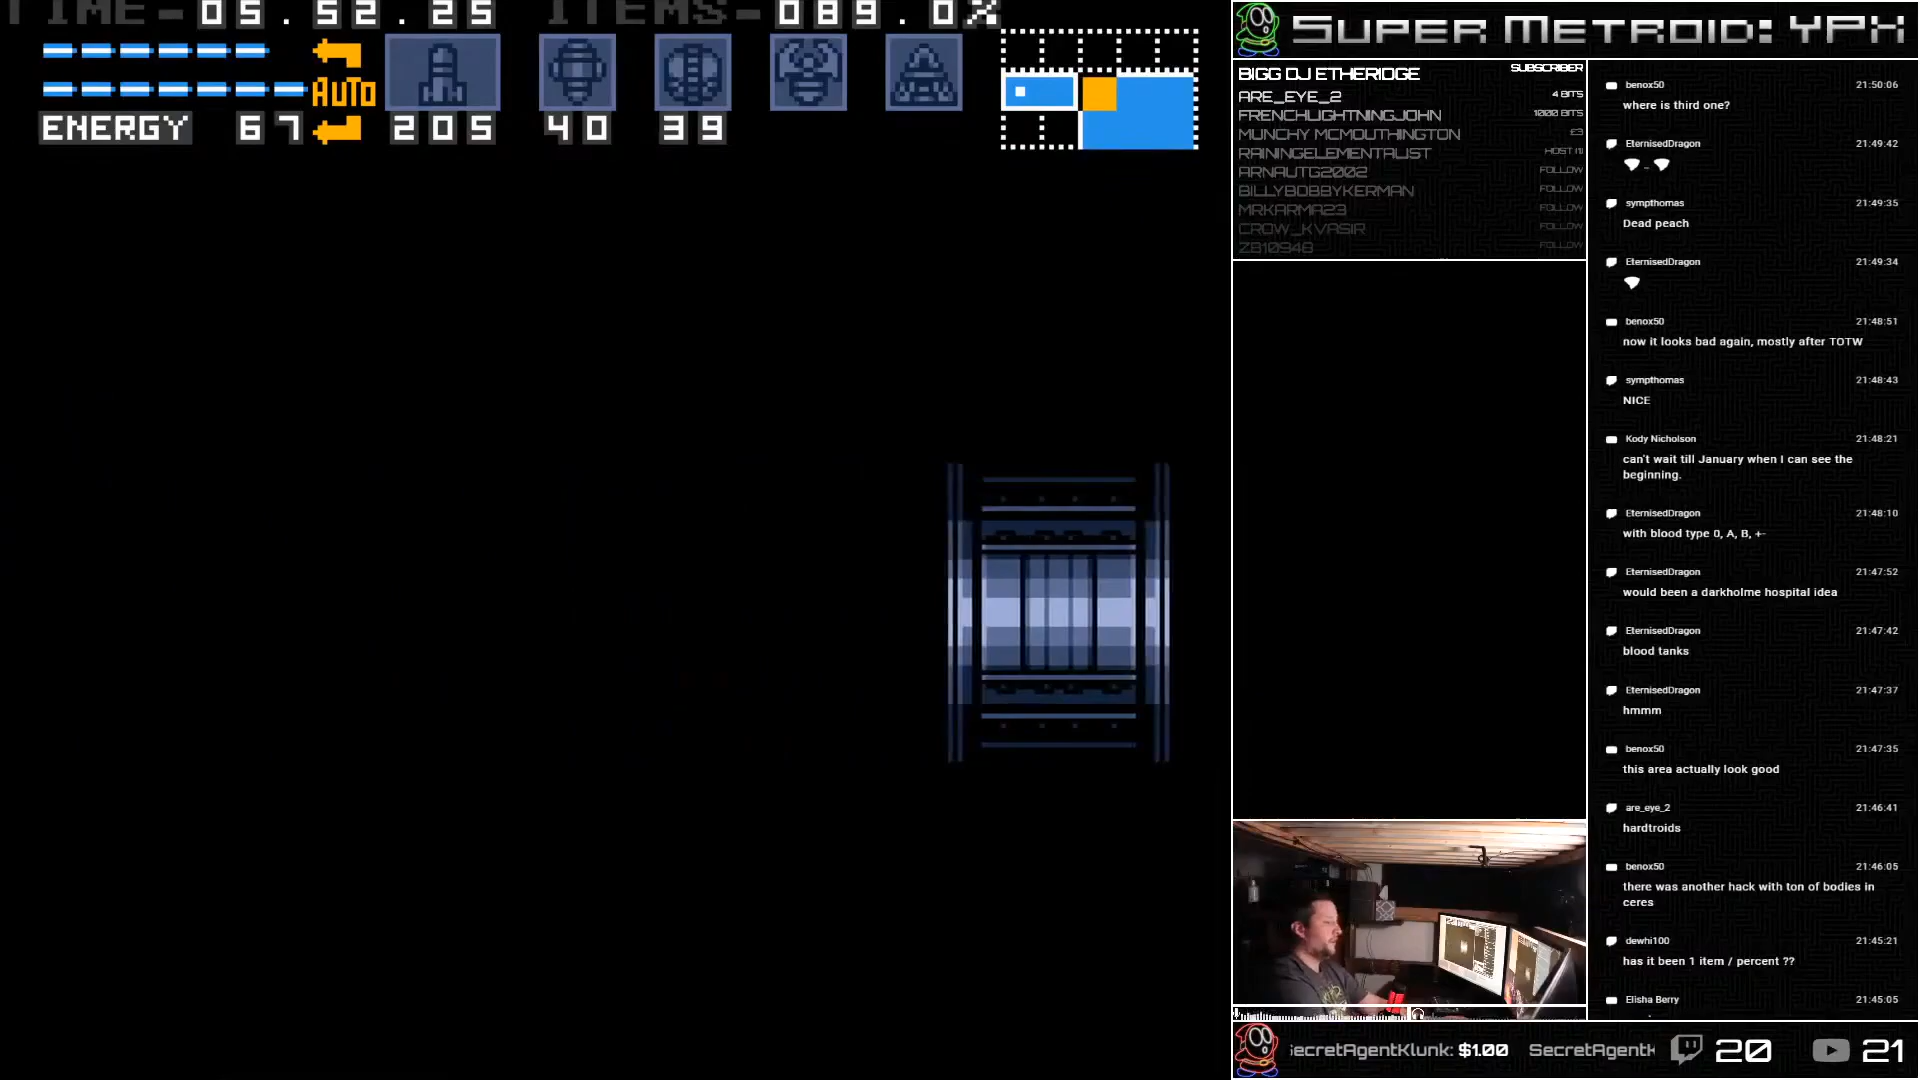 TIME-05.52.25 ITEMS-089.0%
AUTO
ENERGY 67 205 40 39
SUPER METROID: YPX
BIGG DJ ETHERIDGE SUBSCRIBER
ARE_EYE_2 4 BITS
FRENCHLIGHTNINGJOHN 1000 BITS
MUNCHY MCMOUTHINGTON £3
RAININGELEMENTALIST HOST (1)
ARNAUTG2002 FOLLOW
BILLYBOBBYKERMAN FOLLOW
MRKARMA23 FOLLOW
CROW_KVASIR FOLLOW
ZB10948 FOLLOW
benox50 21:50:06
where is third one?
EternisedDragon 21:49:42
-
sympthomas 21:49:35
Dead peach
EternisedDragon 21:49:34
benox50 21:48:51
now it looks bad again, mostly after TOTW
sympthomas 21:48:43
NICE
Kody Nicholson 21:48:21
can't wait till January when I can see the
beginning.
EternisedDragon 21:48:10
with blood type 0, A, B, +-
EternisedDragon 21:47:52
would been a darkholme hospital idea
EternisedDragon 21:47:42
blood tanks
EternisedDragon 21:47:37
hmmm
benox50 21:47:35
this area actually look good
are_eye_2 21:46:41
hardtroids
benox50 21:46:05
there was another hack with ton of bodies in
ceres
dewhi100 21:45:21
has it been 1 item / percent ??
Elisha Berry 21:45:05
SecretAgentKlunk: $1.00 SecretAgentK 20 21